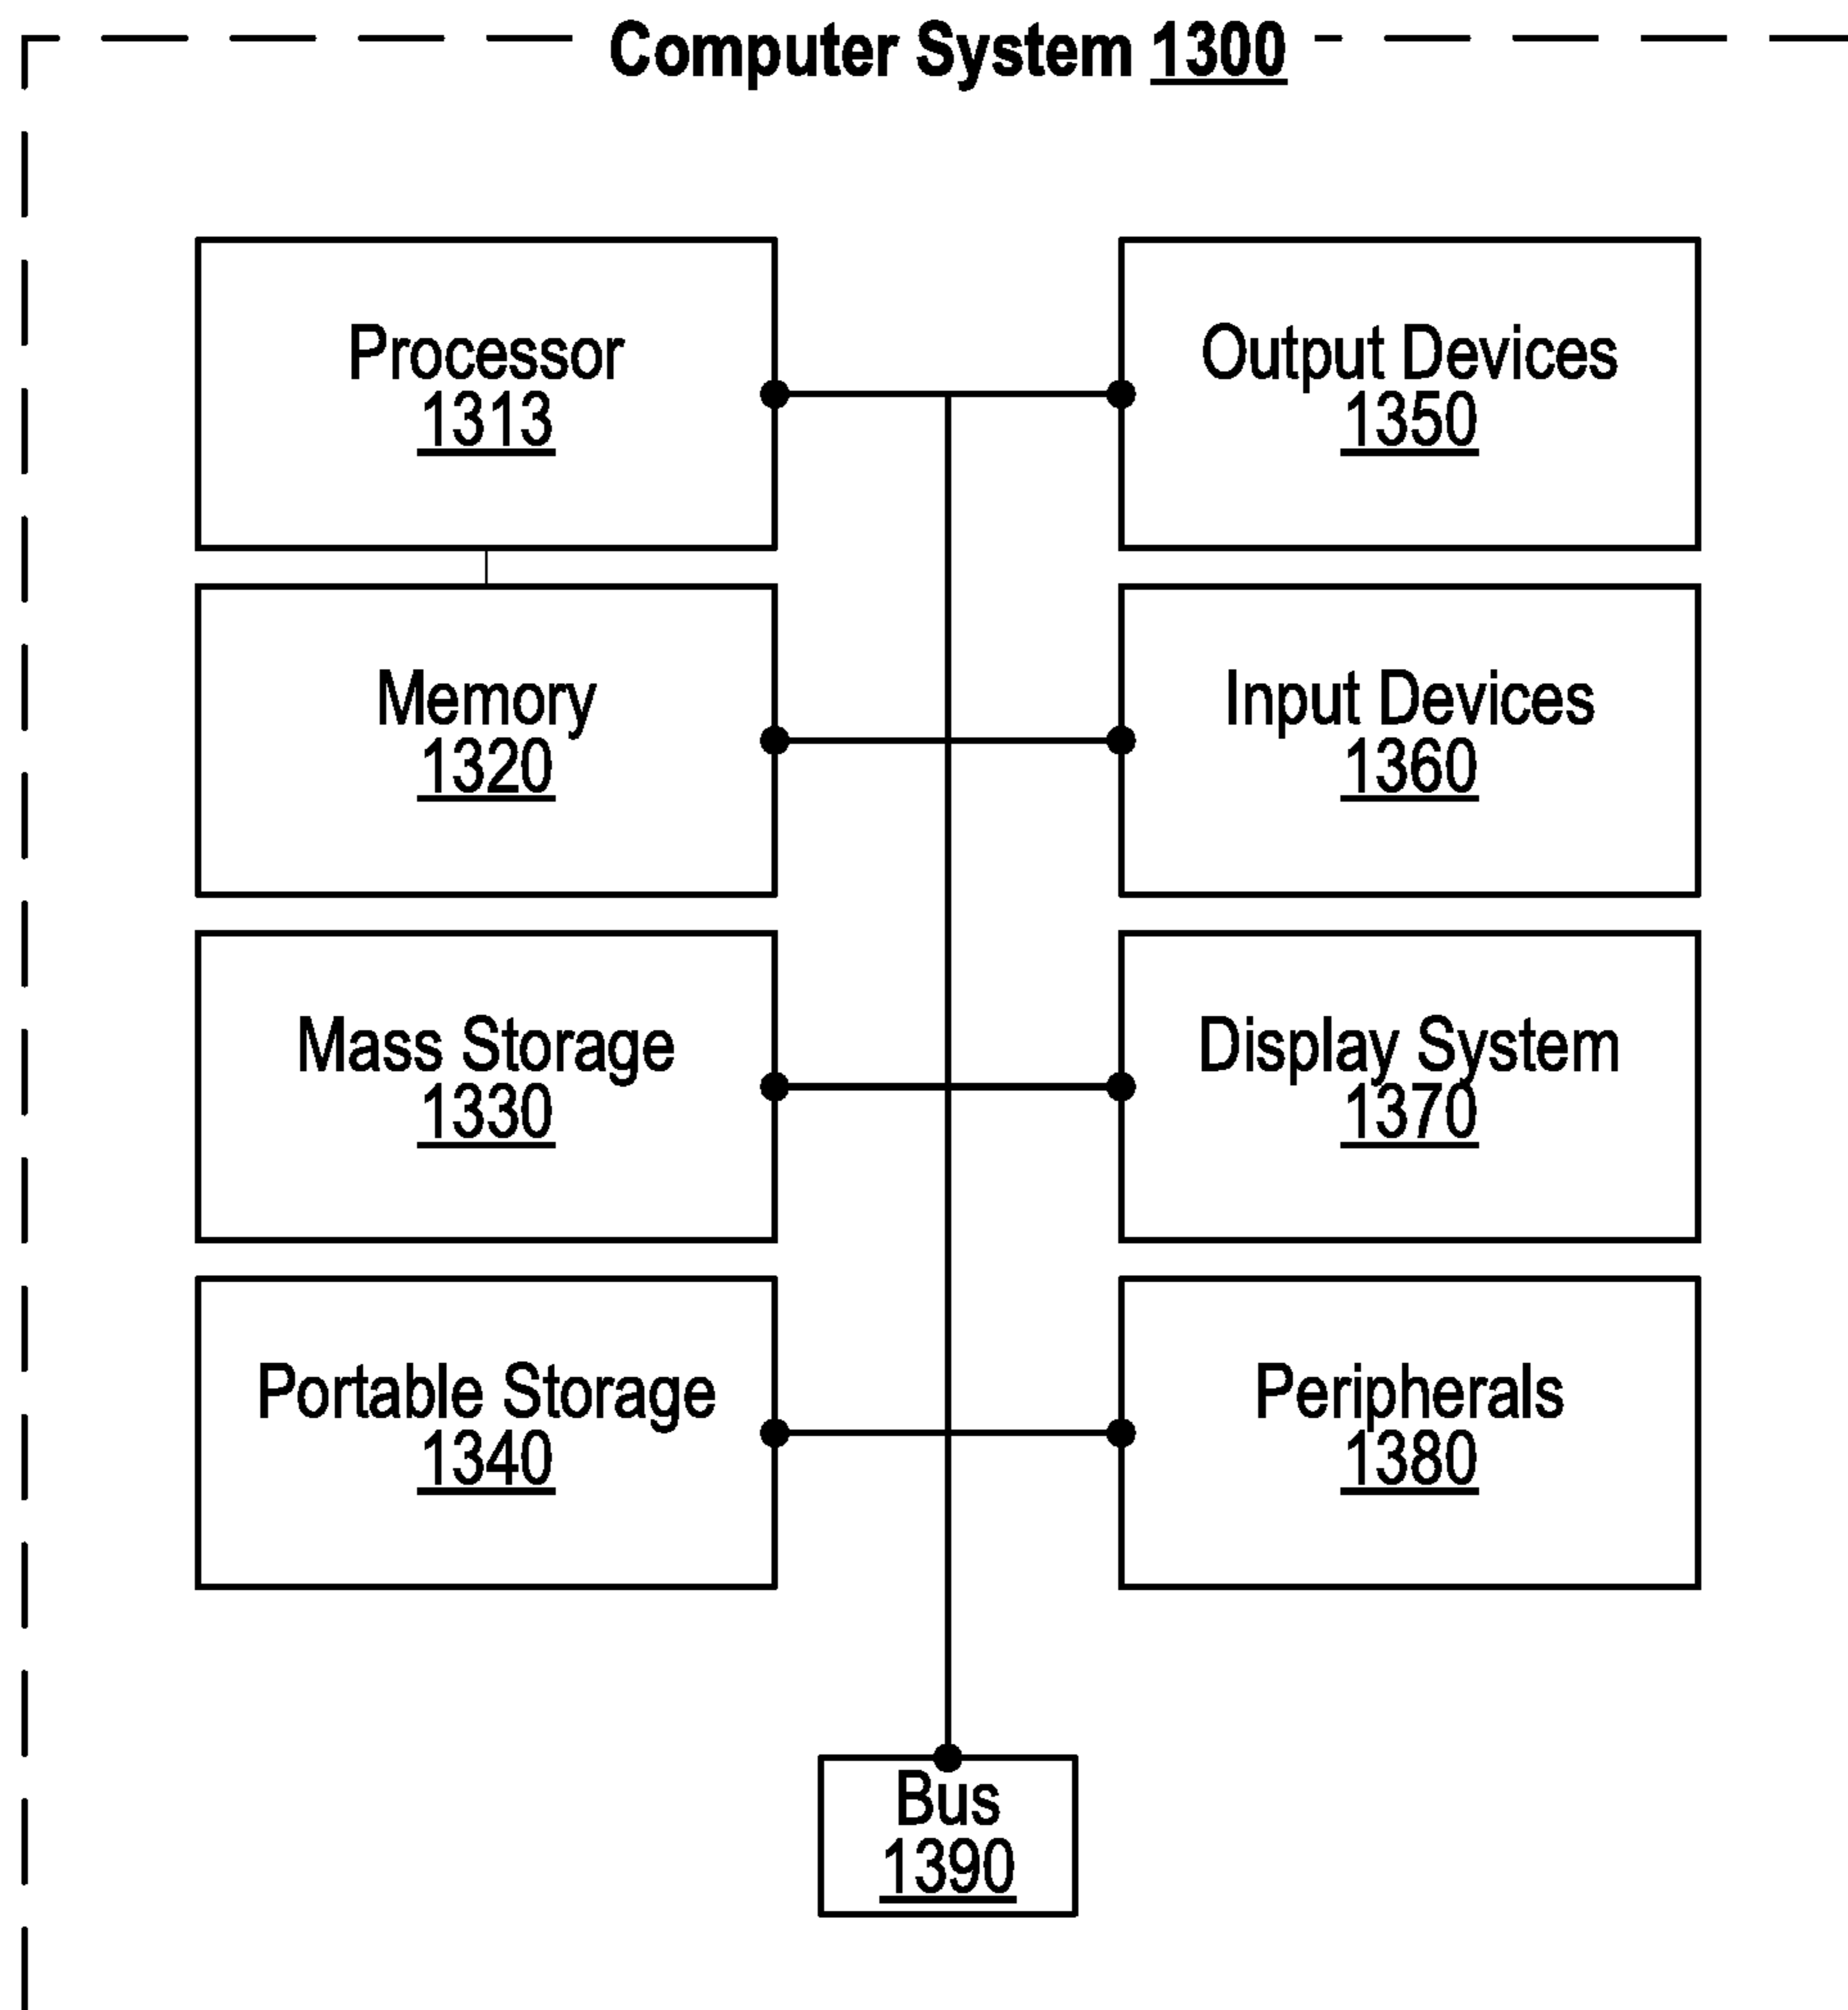 Computer System 1300
Processor
1313
Output Devices
1350
Memory
1320
Input Devices
1360
Mass Storage
1330
Display System
1370
Portable Storage
1340
Peripherals
1380
Bus
1390